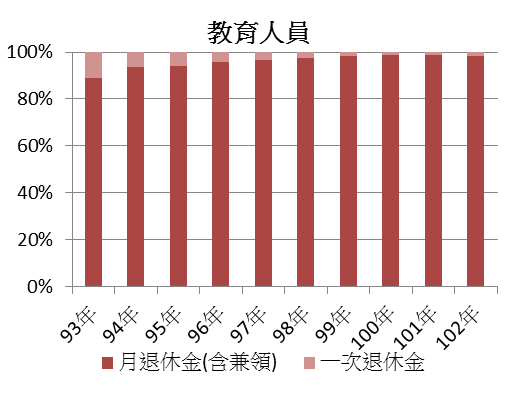 教育人員
100%
80%
60%
40%
20%
0%
93年
94年
95年
96年
97年
98年
99年
100年
101年
102年
月退休金(含兼領)
一次退休金